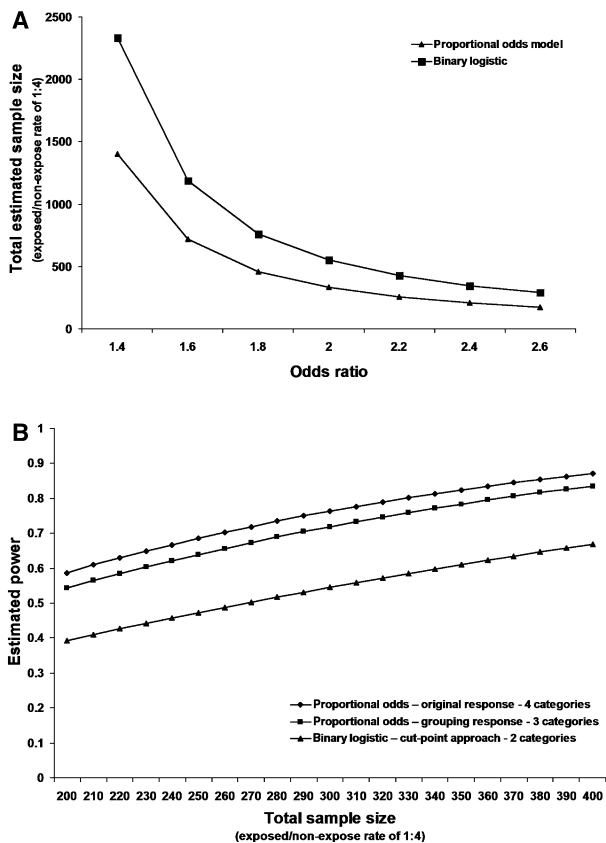 A
2500
2000
1500
1000
500
0
Total estimated sample size
(exposed/non-expose rate of 1:4)
Proportional odds model
Binary logistic
1.4 1.6 1.8 2 2.2 2.4 2.6
Odds ratio
B
1
0.9
0.8
0.7
0.6
0.5
0.4
0.3
0.2
0.1
0
Estimated power
Proportional odds – original response - 4 categories
Proportional odds – grouping response - 3 categories
Binary logistic – cut-point approach - 2 categories
200 210 220 230 240 250 260 270 280 290 300 310 320 330 340 350 360 370 380 390 400
Total sample size
(exposed/non-expose rate of 1:4)